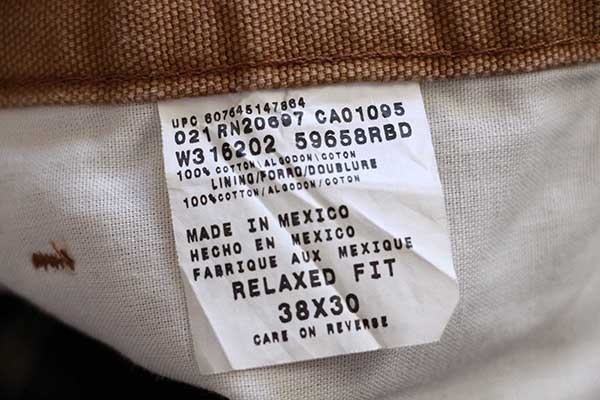 UPC 607645147864
021 RN20697 CA01095
W316202 59658RBD
100% COTTON\ALGODON\COTON
LINING/FORRO/DOUBLURE
100%COTTON/ALGODON/COTON
MADE IN MEXICO
HECHO EN MEXICO
FABRIQUE AUX MEXIQUE
RELAXED FIT
38X30
CARE ON REVERSE